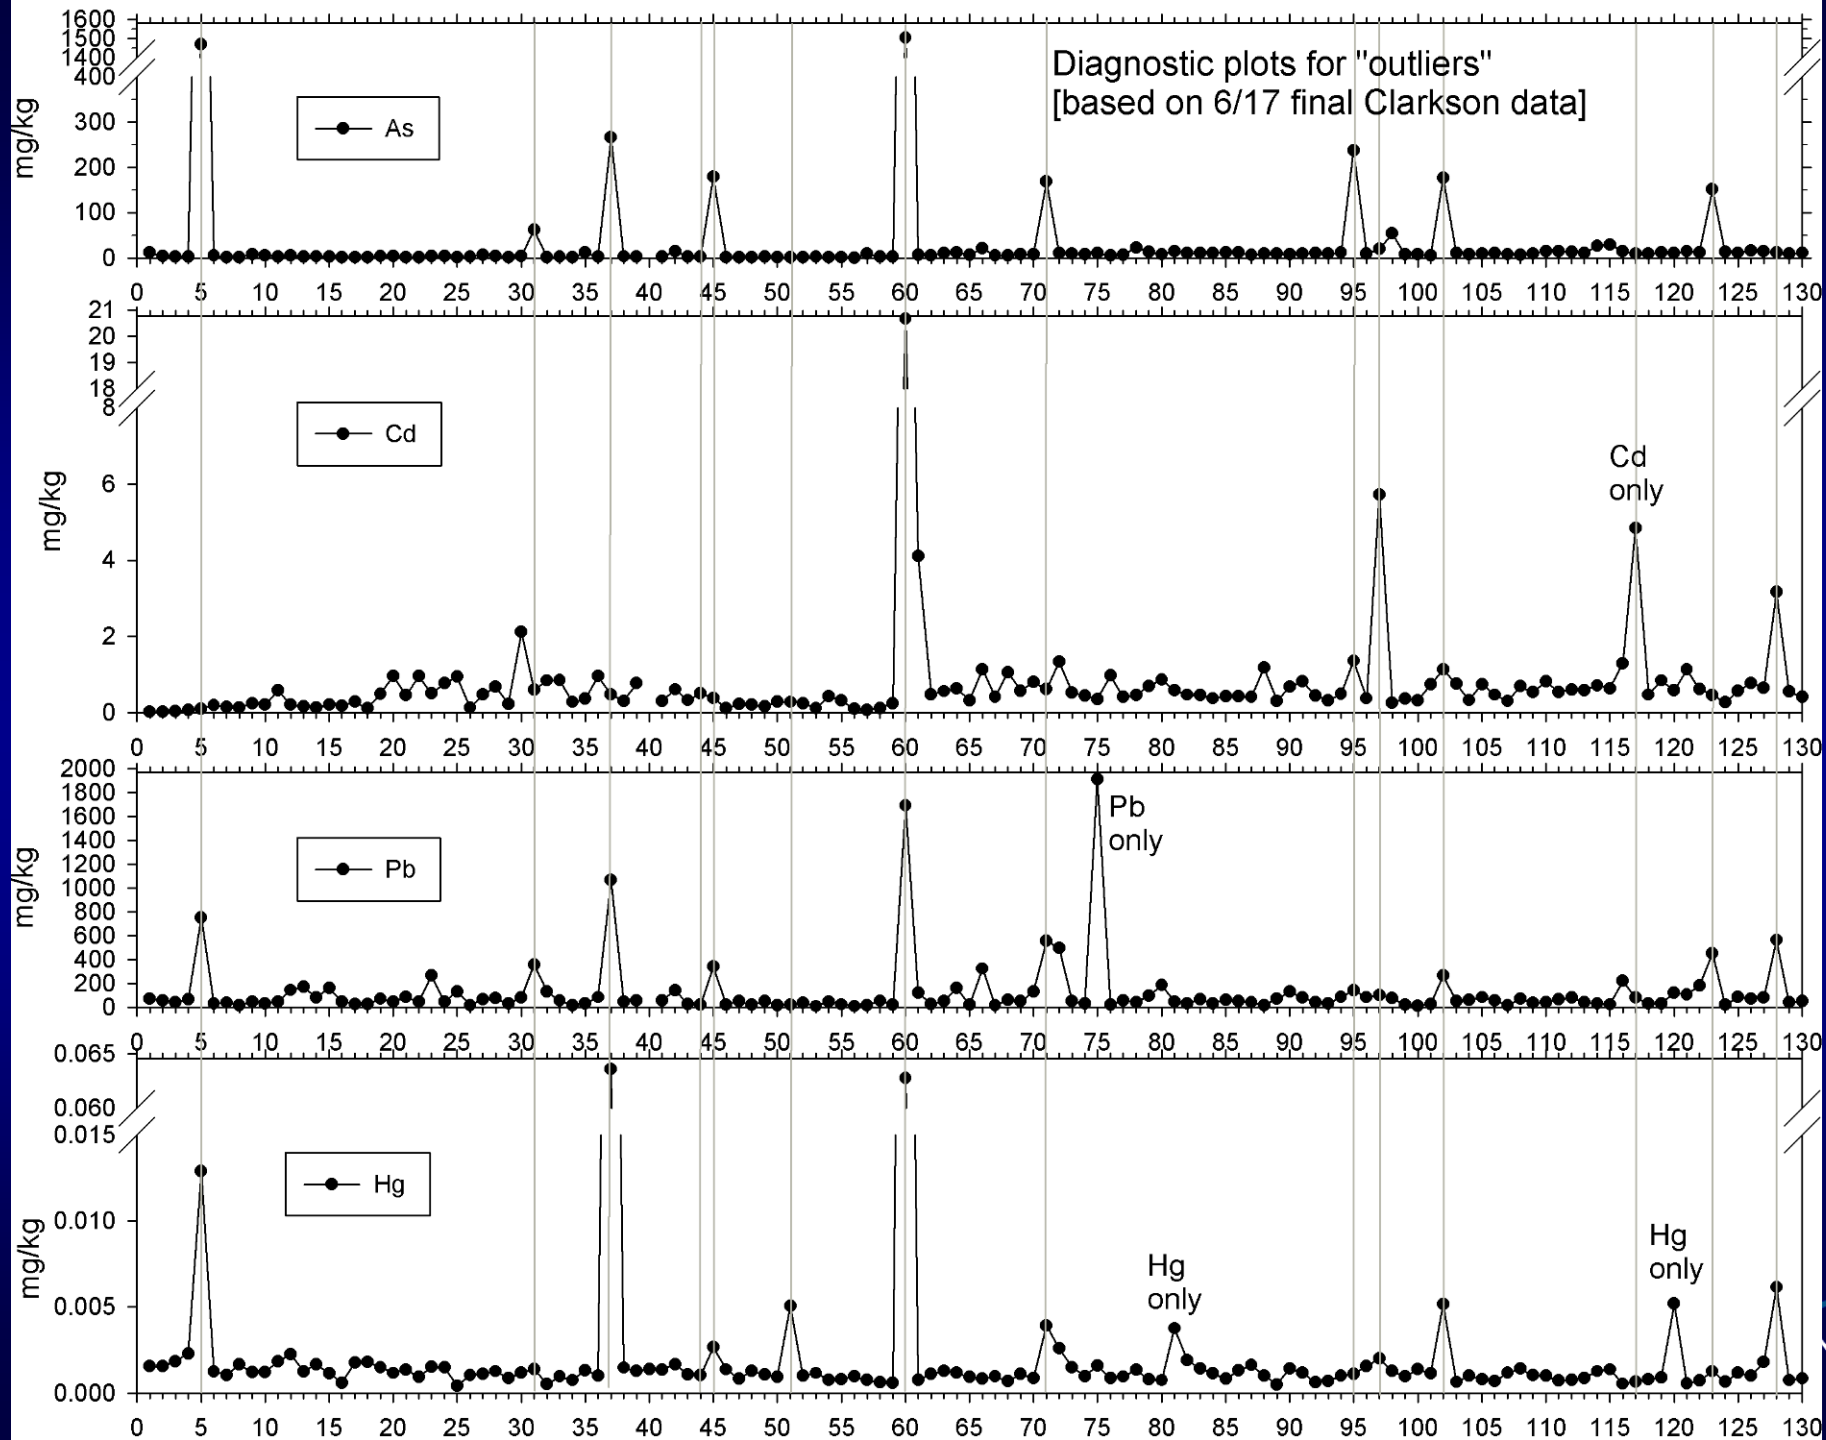 1600
1500
1400
400
300
200
100
0
mg/kg
As
Diagnostic plots for "outliers"
[based on 6/17 final Clarkson data]
0 5 10 15 20 25 30 35 40 45 50 55 60 65 70 75 80 85 90 95 100 105 110 115 120 125 130
21
20
19
18
8
6
4
2
0
mg/kg
Cd
Cd
only
0 5 10 15 20 25 30 35 40 45 50 55 60 65 70 75 80 85 90 95 100 105 110 115 120 125 130
2000
1800
1600
1400
1200
1000
800
600
400
200
0
mg/kg
Pb
Pb
only
0 5 10 15 20 25 30 35 40 45 50 55 60 65 70 75 80 85 90 95 100 105 110 115 120 125 130
0.065
0.060
0.015
0.010
0.005
0.000
mg/kg
Hg
Hg
only
Hg
only
0 5 10 15 20 25 30 35 40 45 50 55 60 65 70 75 80 85 90 95 100 105 110 115 120 125 130